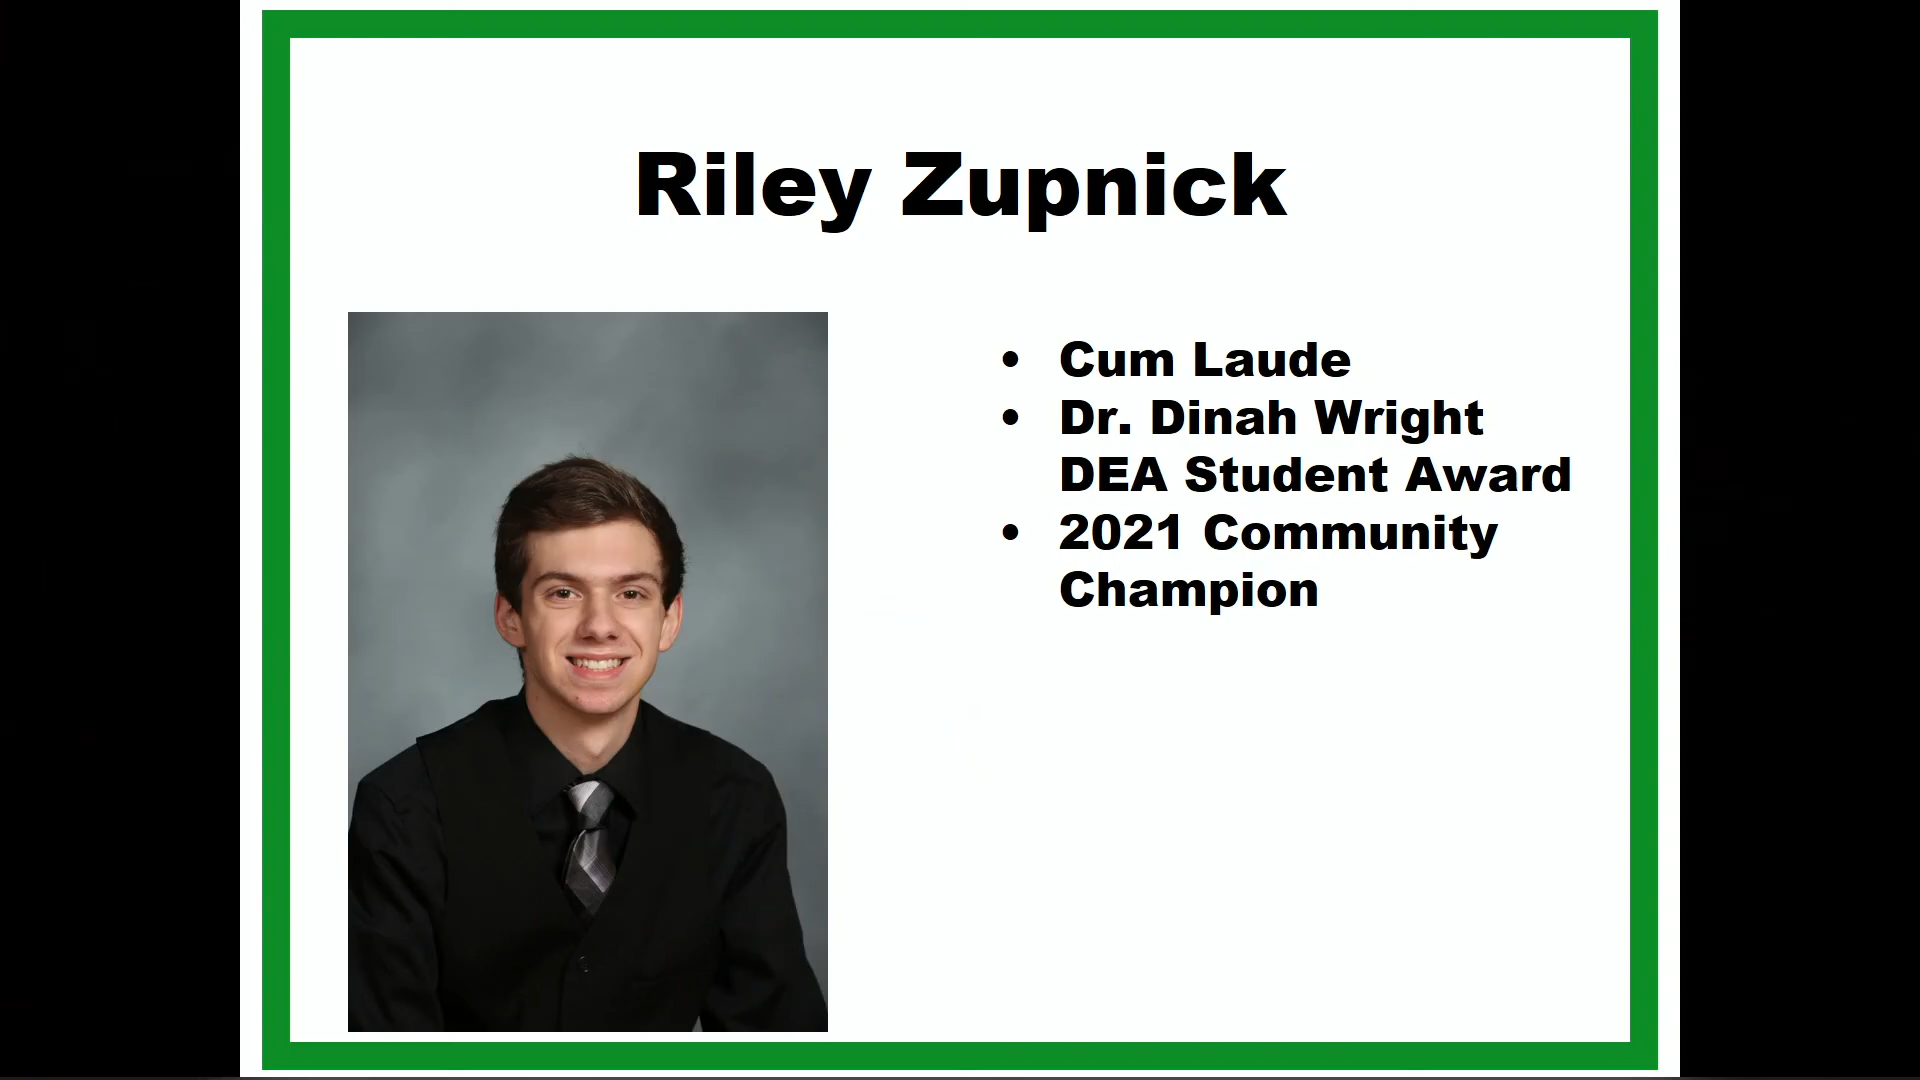 Riley Zupnick
• Cum Laude
• Dr. Dinah Wright
DEA Student Award
• 2021 Community
Champion